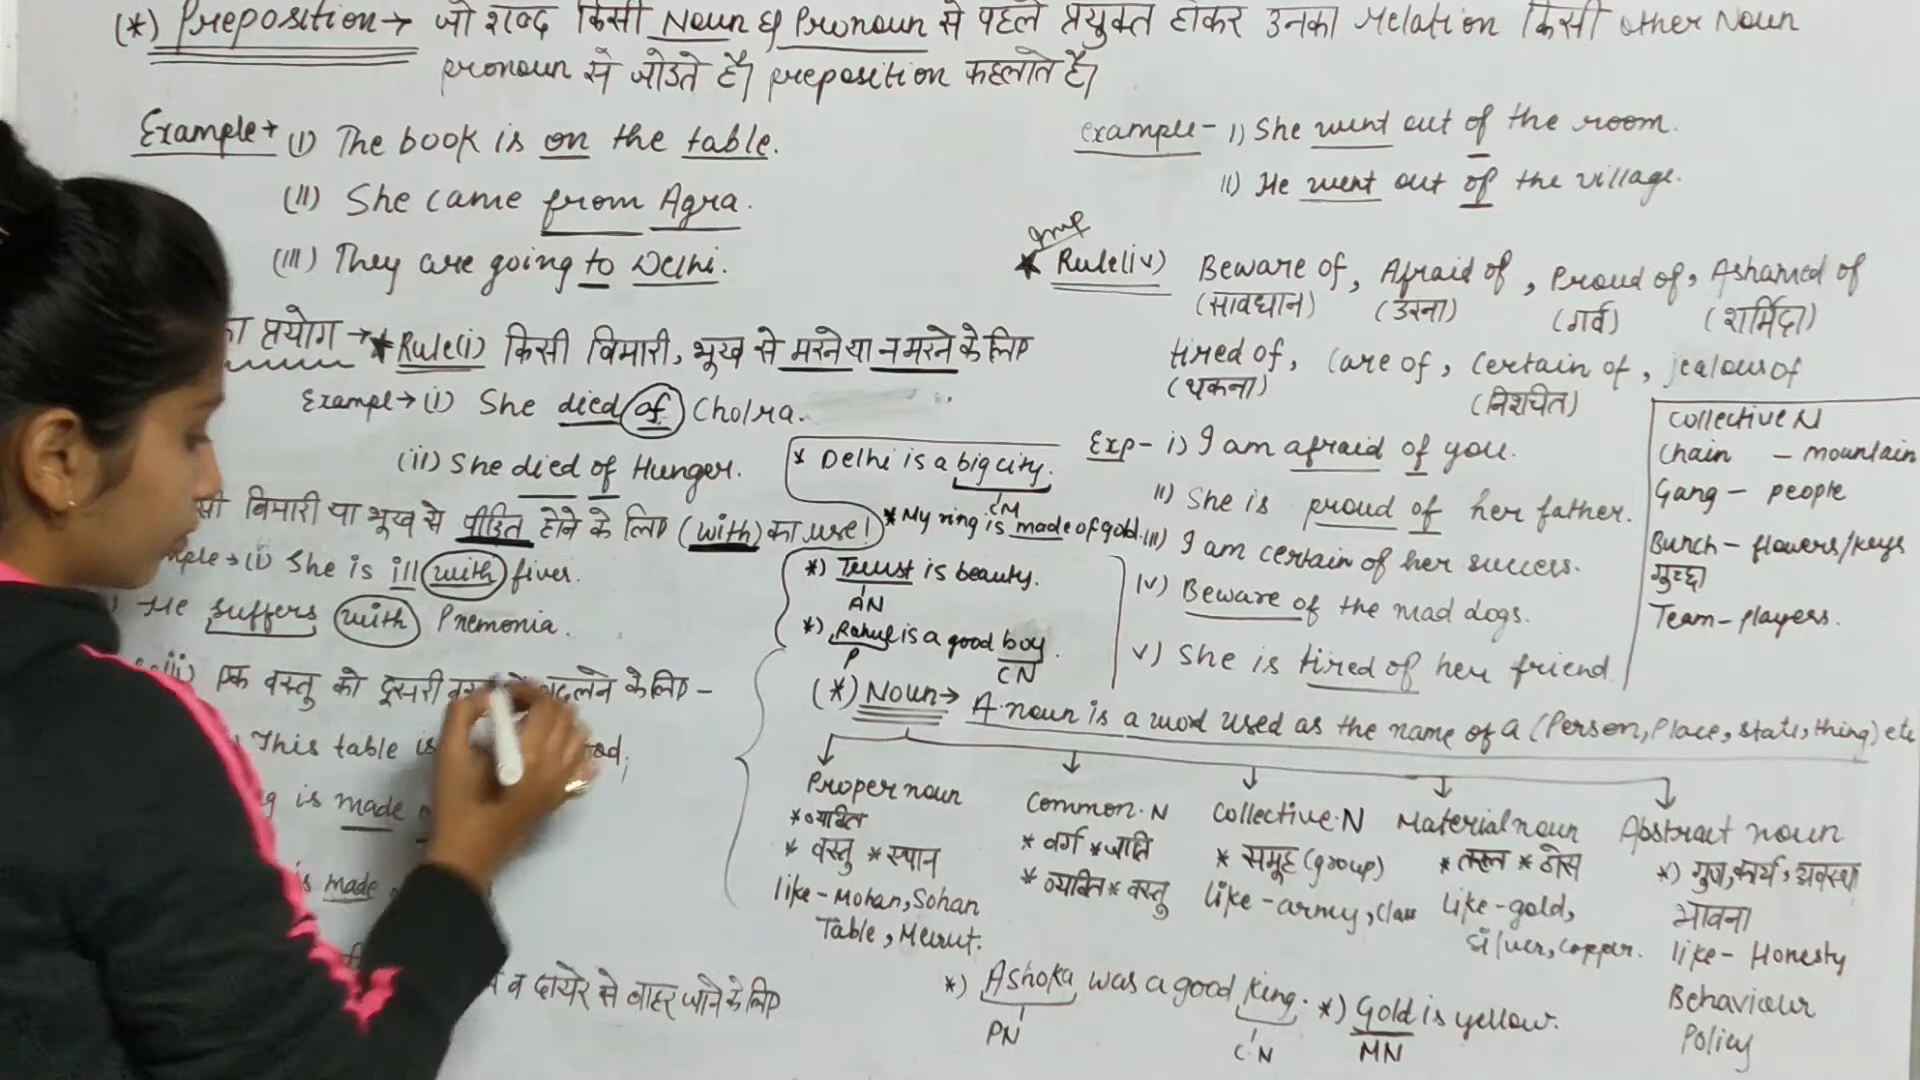 (*) Preposition→ जो शब्द किसी Noun & Pronoun से पहले प्रयुक्त होकर उनका relation किसी other Noun
pronoun से जोडते है। preposition कहलाते है।
Example→ (I) The book is on the table.
(II) She came from Agra.
(III) They are going to Delhi.
का प्रयोग → ★ Rule(i) किसी बिमारी, भूख से मरने या न मरने के लिए
Exampl→ (i) She died of Cholra.
(ii) She died of Hunger.
बिमारी या भूख से पीडित होने के लिए (with) का use!
(i) She is ill with fiver.
He suffers with Pnemonia.
एक वस्तु को दूसरी बदलने के लिए -
This table is
is made
is made
व दायरे से बाहर जाने के लिए
example- I) She went out of the room.
II) He went out of the village.
Imp
★ Rule(iv) Beware of, Afraid of, Proud of, Ashamed of
(सावधान) (डरना) (गर्व) (शर्मिंदा)
tired of, Care of, Certain of, jealous of
(थकना) (निशचित)
Exp- i) I am afraid of you.
II) She is proud of her father.
III) I am certain of her success.
IV) Beware of the mad dogs.
V) She is tired of her friend
Collective N
Chain - mountain
Gang - people
Bunch - flowers/keys
गुच्छा
Team - players.
* Delhi is a big city.
CM
* My ring is made of gold.
*) Trust is beauty.
AN
*) Rahul is a good boy.
P CN
(*) Noun→ A noun is a word used as the name of a (Person, Place, stats, thing) etc
Proper noun
* व्यक्ति
* वस्तु * स्थान
like - Mohan, Sohan
Table, Merut.
Common. N
* वर्ग * जाति
* व्यक्ति * वस्तु
Collective. N
* समूह (group)
like - army, Class
Material noun
* तरल * ठोस
like - gold,
Silver, Copper.
Abstract noun
*) गुण, कार्य, अवस्था
भावना
like - Honesty
Behaviour
Policy
*) Ashoka was a good king.
PN C'N
*) Gold is yellow.
MN